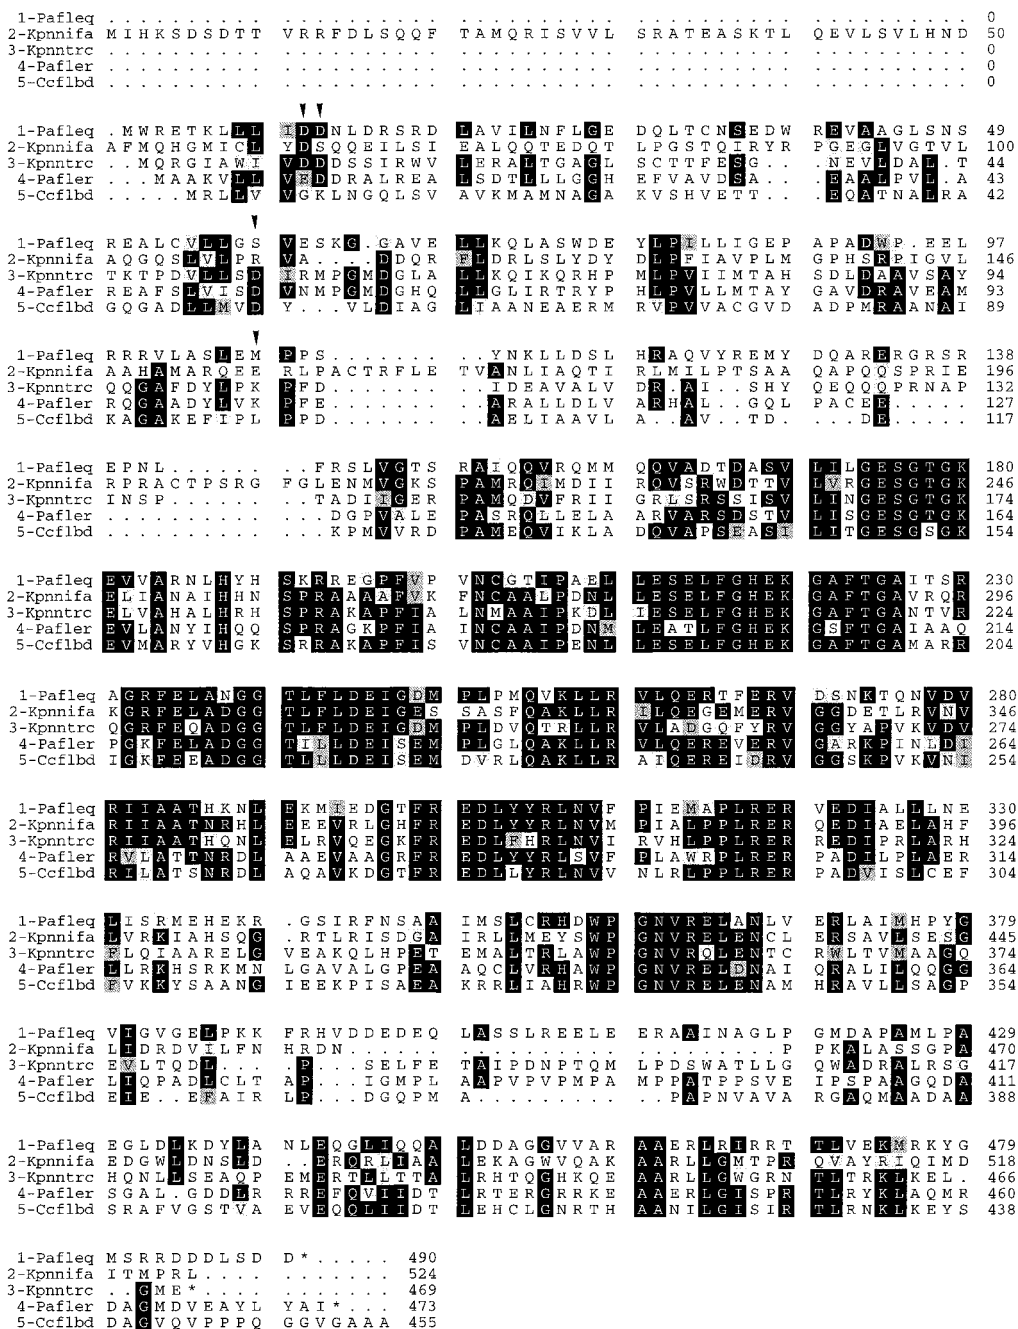 1-Pafleq . . . . . . . . . . . . . . . . . . . . . . . . . . . . . . . . . . . . . . . . . . . . . . . . . . 0
2-Kpnnifa MIHKSDSDTT VRRFDLSQQF TAMQRISVVL SRATEASKTL QEVLSVLHND 50
3-Kpnntrc . . . . . . . . . . . . . . . . . . . . . . . . . . . . . . . . . . . . . . . . . . . . . . . . . . 0
4-Pafler . . . . . . . . . . . . . . . . . . . . . . . . . . . . . . . . . . . . . . . . . . . . . . . . . . 0
5-Ccflbd . . . . . . . . . . . . . . . . . . . . . . . . . . . . . . . . . . . . . . . . . . . . . . . . . . 0
1-Pafleq .MWRETKLLL IDDNLDRSRD LAVILNFLGE DQLTCNSEDW REVAAGLSNS 49
2-Kpnnifa AFMQHGMICL YDSQQEILSI EALQQTEDQT LPGSTQIRYR PGEGLVGTVL 100
3-Kpnntrc ..MQRGIAWI VDDDSSIRWV LERALTGAGL SCTTFESG.. NEVLDAL.T 44
4-Pafler ...MAAKVLL VEDDRALREA LSDTLLLGGH EFVAVDSA.. EAALPVL.A 43
5-Ccflbd ....MRLLVV GKLNGQLSV AVKMAMNAGA KVSHVETT.. EQATNALRA 42
1-Pafleq REALCVLLGS VESKG.GAVE LLKQLASWDE YLPILLIGEP APADWP.EEL 97
2-Kpnnifa AQGQSLVLPR VA....DDQR FLDRLSLYDY DLPFIAVPLM GPHSRPIGVL 146
3-Kpnntrc TKTPDVLLSD IRMPGMDGLA LLKQIKQRHP MLPVIIMTAH SDLDAAVSAY 94
4-Pafler REAFSLVISD VNMPGMDGHQ LLGLIRTRYP HLPVLLMTAY GAVDRAVEAM 93
5-Ccflbd GQGADLLMVD Y...VLDIAG LIAANEAERM RVPVVACGVD ADPMRAANAI 89
1-Pafleq RRRVLASLEM PPS....... ..YNKLLDSL HRAQVYREMY DQARERGRSR 138
2-Kpnnifa AAHAMARQEE RLPACTRFLE TVANLIAQTI RLMILPTSAA QAPQQSPRIE 196
3-Kpnntrc QQGAFDYLPK PFD....... ..IDEAVALV DRAI..SHY QEQQQPRNAP 132
4-Pafler RQGAADYLVK PFE....... ..ARALLDLV ARHAL.GQL PACEE..... 127
5-Ccflbd KAGAKEFIPL PPD....... ..AELIAAVL A.AV.TD. .DE..... 117
1-Pafleq EPNL...... ..FRSLVGTS RAIQQVRQMM QQVADTDASV LILGESGTGK 180
2-Kpnnifa RPRACTPSRG FGLENMVGKS PAMRQIMDII RQVSRWDTTV LVRGESGTGK 246
3-Kpnntrc INSP...... ..TADIIGERP AMQDVFRII GRLSRSSISV LINGESGTGK 174
4-Pafler .......... ...DGPVALE PASRQLLELA ARVARSDSTV LISGESGTGK 164
5-Ccflbd .......... ..KPMVVRD PAMEQVIKLA DQVAPSEASI LITGESGSGK 154
1-Pafleq EVVARNLHYH SKRREGPFVP VNCGTIPAEL LESELFGHEK GAFTGAITSR 230
2-Kpnnifa ELIANAIHHN SPRAAAAFVK FNCAALPDNL LESELFGHEK GAFTGAVRQR 296
3-Kpnntrc ELVAHALHRH SPRAKAPFIA LNMAAIPKDL IESELFGHEK GAFTGANTVR 224
4-Pafler EVLANYIHQQ SPRAGKPFIA INCAAIPDNM LEATLFGHEK GSFTGAIAAQ 214
5-Ccflbd EVMARYVHGK SRRAKAPFIS VNCAAIPENL LESELFGHEK GAFTGAMARR 204
1-Pafleq AGRFELANGG TLFLDEIGDM PLPMQVKLLR VLQERTFERV DSNKTQNVDV 280
2-Kpnnifa KGRFELADGG TLFLDEIGES SASFQAKLLR ILQEGEMERV GGDETLRVNV 346
3-Kpnntrc QGRFEQADGG TLFLDEIGDM PLDVQTRLLR VLADGQFYRV GGYAPVKVDV 274
4-Pafler PGKFELADGG TILLDEISEM PLGLQAKLLR VLQEREVERV GARKPINLDI 264
5-Ccflbd IGKFEEADGG TLLLDEISEM DVRLQAKLLR AIQEREIDRV GGSKPVKVNI 254
1-Pafleq RIIAATHKNL EKMIEDGTFR EDLYYRLNVF PIEMAPLRER VEDIALLLNE 330
2-Kpnnifa RIIAATNRHL EEEVRLGHFR EDLYYRLNVM PIALPPLRER QEDIAELAHF 396
3-Kpnntrc RIIAATHQNL ELRVQEGKFR EDLFHRLNVI RVHLPPLRER REDIPRLARH 324
4-Pafler RVLATTNRDL AAEVAAGRFR EDLYYRLSVF PLAWRPLRER PADILPLAER 314
5-Ccflbd RILATSNRDL AQAVKDGTFR EDLLYRLNVV NLRLPPLRER PADVISLCEF 304
1-Pafleq LISRMEHEKR .GSIRFNSAA IMSLCRHDWP GNVRELANLV ERLAIMHPYG 379
2-Kpnnifa LVRKIAHSQG .RTLRISDGA IRLLMEYSWP GNVRELENCL ERSAVLSESG 445
3-Kpnntrc FLQIAARELG VEAKQLHPET EMALTRLAWP GNVRQLENTC RWLTVMAAGQ 374
4-Pafler LLRKHSRKMN LGAVALGPEA AQCLVRHAWP GNVRELDNAI QRALILQQGG 364
5-Ccflbd FVKKYSAANG IEEKPISAEA KRRLIAHRWP GNVRELENAM HRAVLLSAGP 354
1-Pafleq VIGVGELPKK FRHVDDEDEQ LASSLREELE ERAAINAGLP GMDAPAMLPA 429
2-Kpnnifa LIDRDVILFN HRDN...... .......... .......... PPKALASSGPA 470
3-Kpnntrc EVLTQDL... .P...SELFE TAIPDNPTQM LPDSWATLLG QWADRALRSG 417
4-Pafler LIQPADLCLT AP...IGMPL AAPVPVPMPA MPPATPPSVE IPSPAAGQDA 411
5-Ccflbd EIE..EFAIR LP...DGQPM A......... .PAPNVAVA RGAQMAADAA 388
1-Pafleq EGLDLKDYLA NLEQGLIQQA LDDAGGVVAR AAERLRIRRT TLVEKMRKYG 479
2-Kpnnifa EDGWLDNSLD ..ERQRLIAA LEKAGWVQAK AARLLGMTPR QVAYRIQIMD 518
3-Kpnntrc HQNLLSEAQP EMERTLLTTA LRHTQGHKQE AARLLGWGRN TLTRKLKEL. 466
4-Pafler SGAL.GDDLR RREFQVIIDT LRTERGRRKE AAERLGISPR TLRYKLAQMR 460
5-Ccflbd SRAFVGSTVA EVEQQLIIDT LEHCLGNRTH AANILGISIR TLRNKLKEYS 438
1-Pafleq MSRRDDDLSD D*..... 490
2-Kpnnifa ITMPRL.... ....... 524
3-Kpnntrc ..GME*.... ....... 469
4-Pafler DAGMDVEAYL YAI*.... 473
5-Ccflbd DAGVQVPPPQ GGVGAAA 455